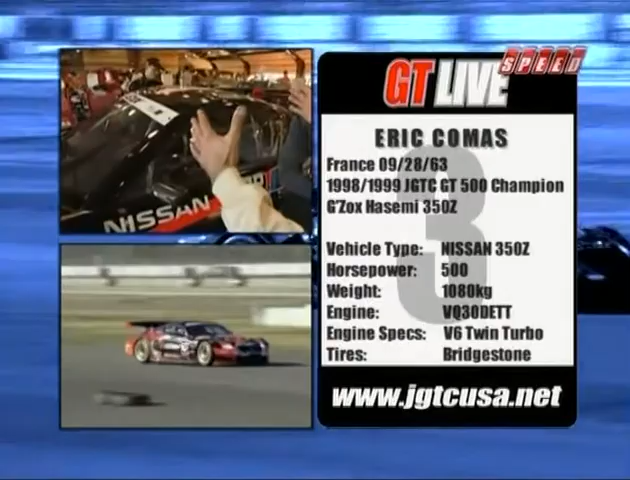 SPEED
GT LIVE
ERIC COMAS
France 09/28/63
1998/1999 JGTC GT 500 Champion
G'Zox Hasemi 350Z
3
Vehicle Type: NISSAN 350Z
Horsepower: 500
Weight: 1080kg
Engine: VQ30DETT
Engine Specs: V6 Twin Turbo
Tires: Bridgestone
www.jgtcusa.net
NISSAN